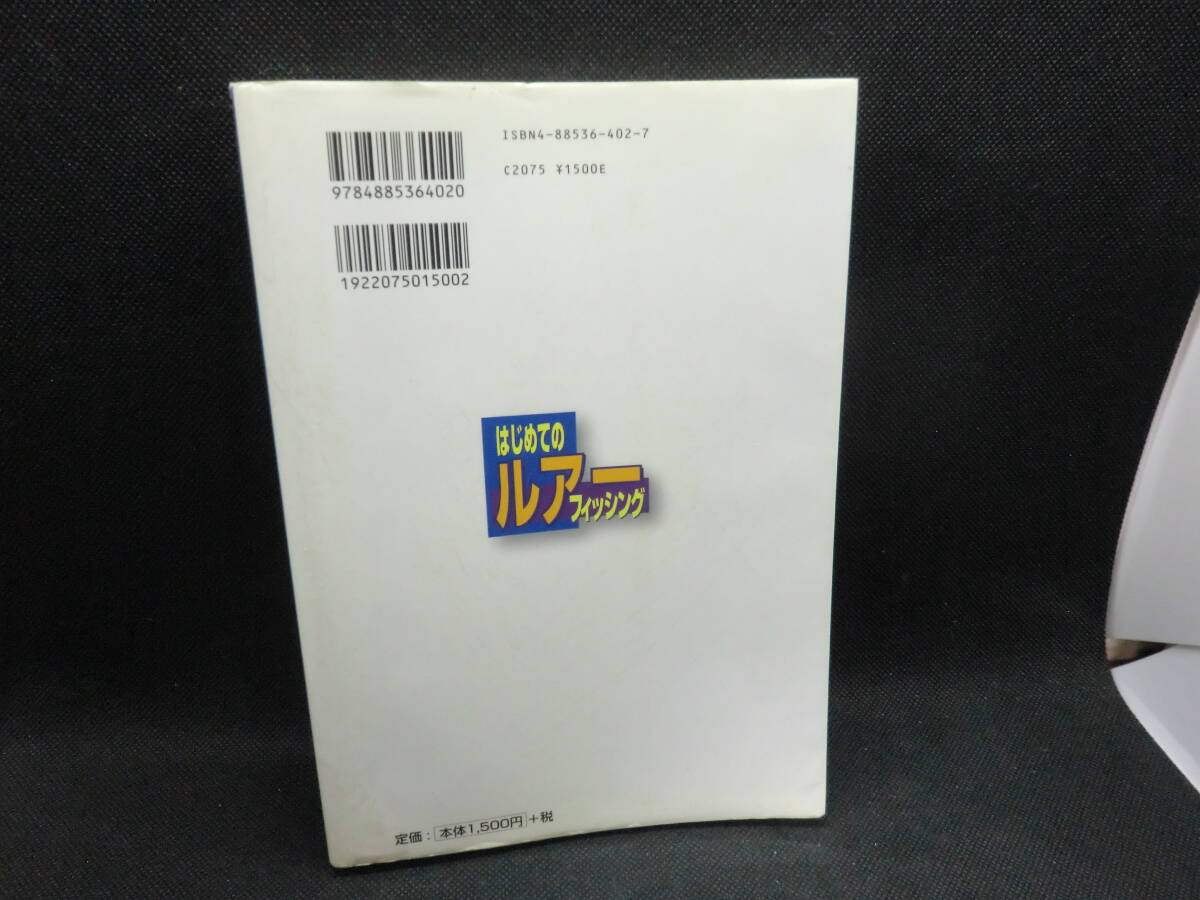 ISBN4-88536-402-7
C2075 ¥1500E
9784885364020
1922075015002
はじめての
ルアー
フィッシング
定価：本体1,500円+税